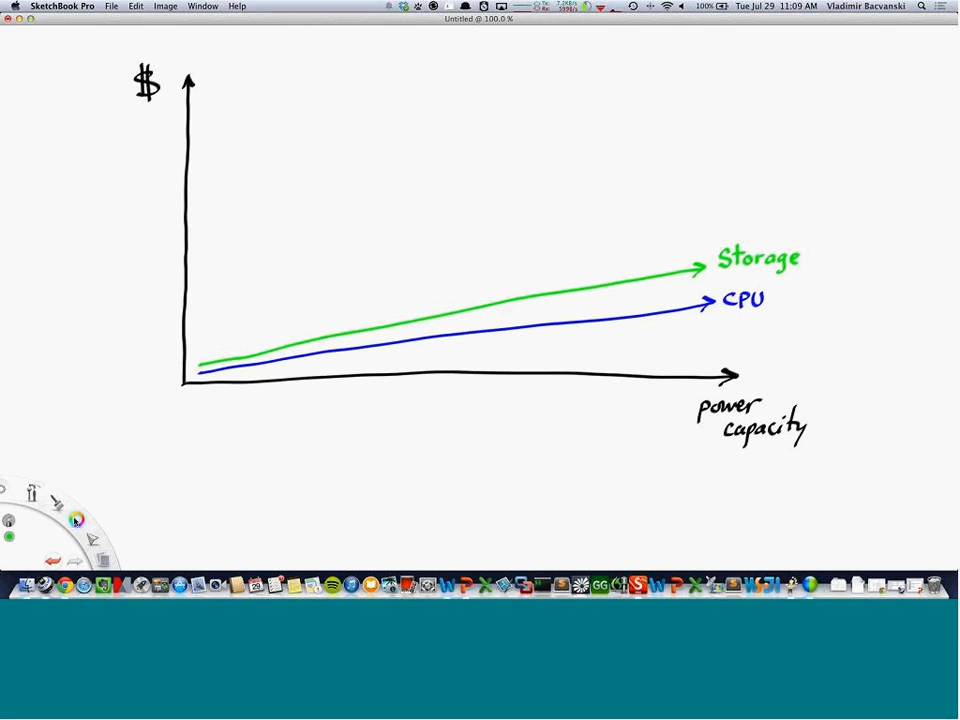 SketchBook Pro File Edit Image Window Help 100% Tue Jul 29 11:09 AM Vladimir Bacvanski
Untitled @ 100.0 %
$
Storage
CPU
power
capacity